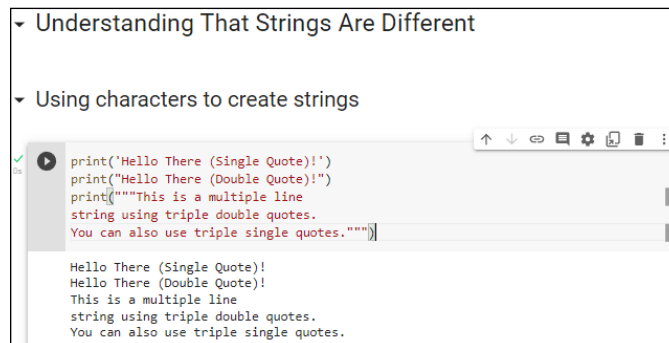 Understanding That Strings Are Different
Using characters to create strings
0s
print('Hello There (Single Quote)!')
print("Hello There (Double Quote)!")
print("""This is a multiple line
string using triple double quotes.
You can also use triple single quotes.""")
Hello There (Single Quote)!
Hello There (Double Quote)!
This is a multiple line
string using triple double quotes.
You can also use triple single quotes.